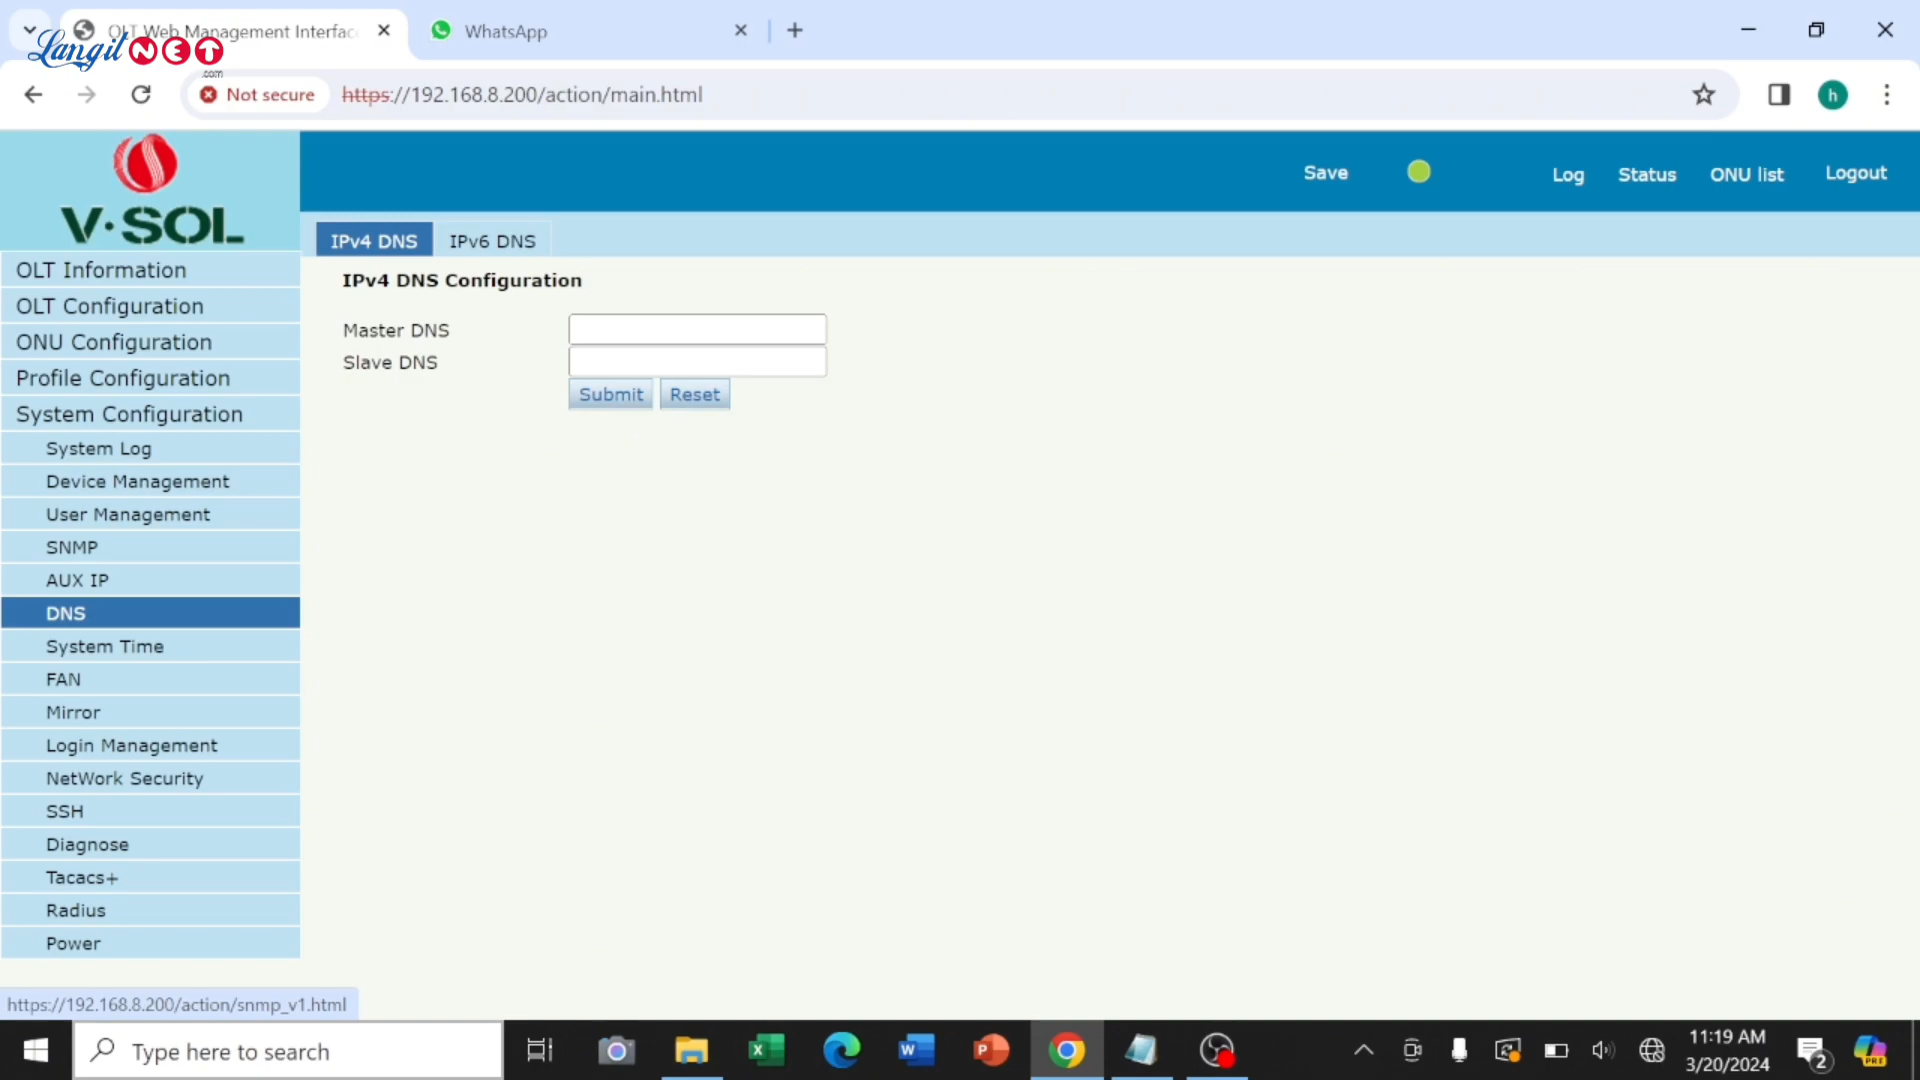 OLT Web Management Interfac
WhatsApp
Langit NET
.com
Not secure
https://192.168.8.200/action/main.html
h
V·SOL
Save
Log
Status
ONU list
Logout
IPv4 DNS
IPv6 DNS
OLT Information
OLT Configuration
ONU Configuration
Profile Configuration
System Configuration
System Log
Device Management
User Management
SNMP
AUX IP
DNS
System Time
FAN
Mirror
Login Management
NetWork Security
SSH
Diagnose
Tacacs+
Radius
Power
IPv4 DNS Configuration
Master DNS
Slave DNS
Submit
Reset
https://192.168.8.200/action/snmp_v1.html
Type here to search
11:19 AM
3/20/2024
2
PRE